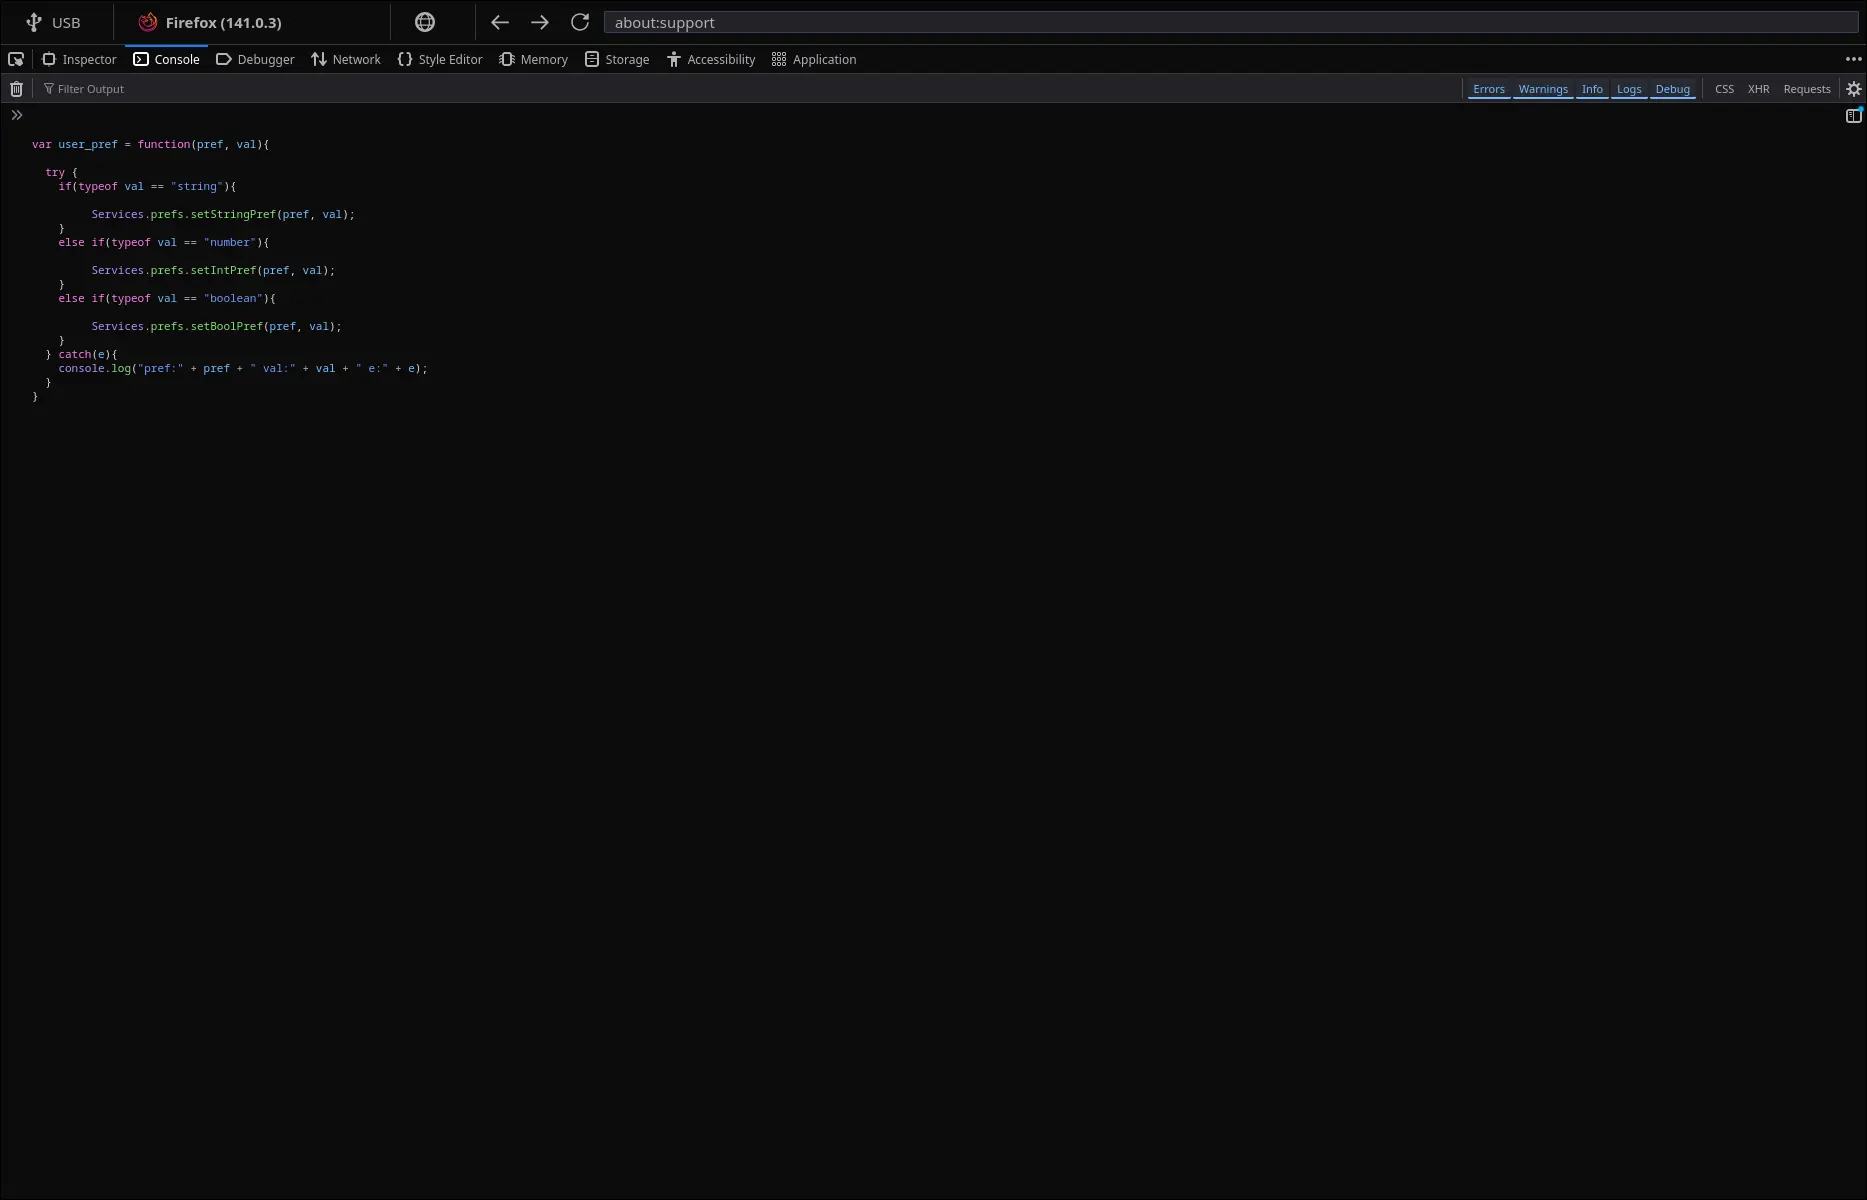 USB Firefox (141.0.3) about:support
Inspector Console Debugger Network Style Editor Memory Storage Accessibility Application
Filter Output Errors Warnings Info Logs Debug CSS XHR Requests
var user_pref = function(pref, val){
try {
if(typeof val == "string"){
Services.prefs.setStringPref(pref, val);
}
else if(typeof val == "number"){
Services.prefs.setIntPref(pref, val);
}
else if(typeof val == "boolean"){
Services.prefs.setBoolPref(pref, val);
}
} catch(e){
console.log("pref:" + pref + " val:" + val + " e:" + e);
}
}